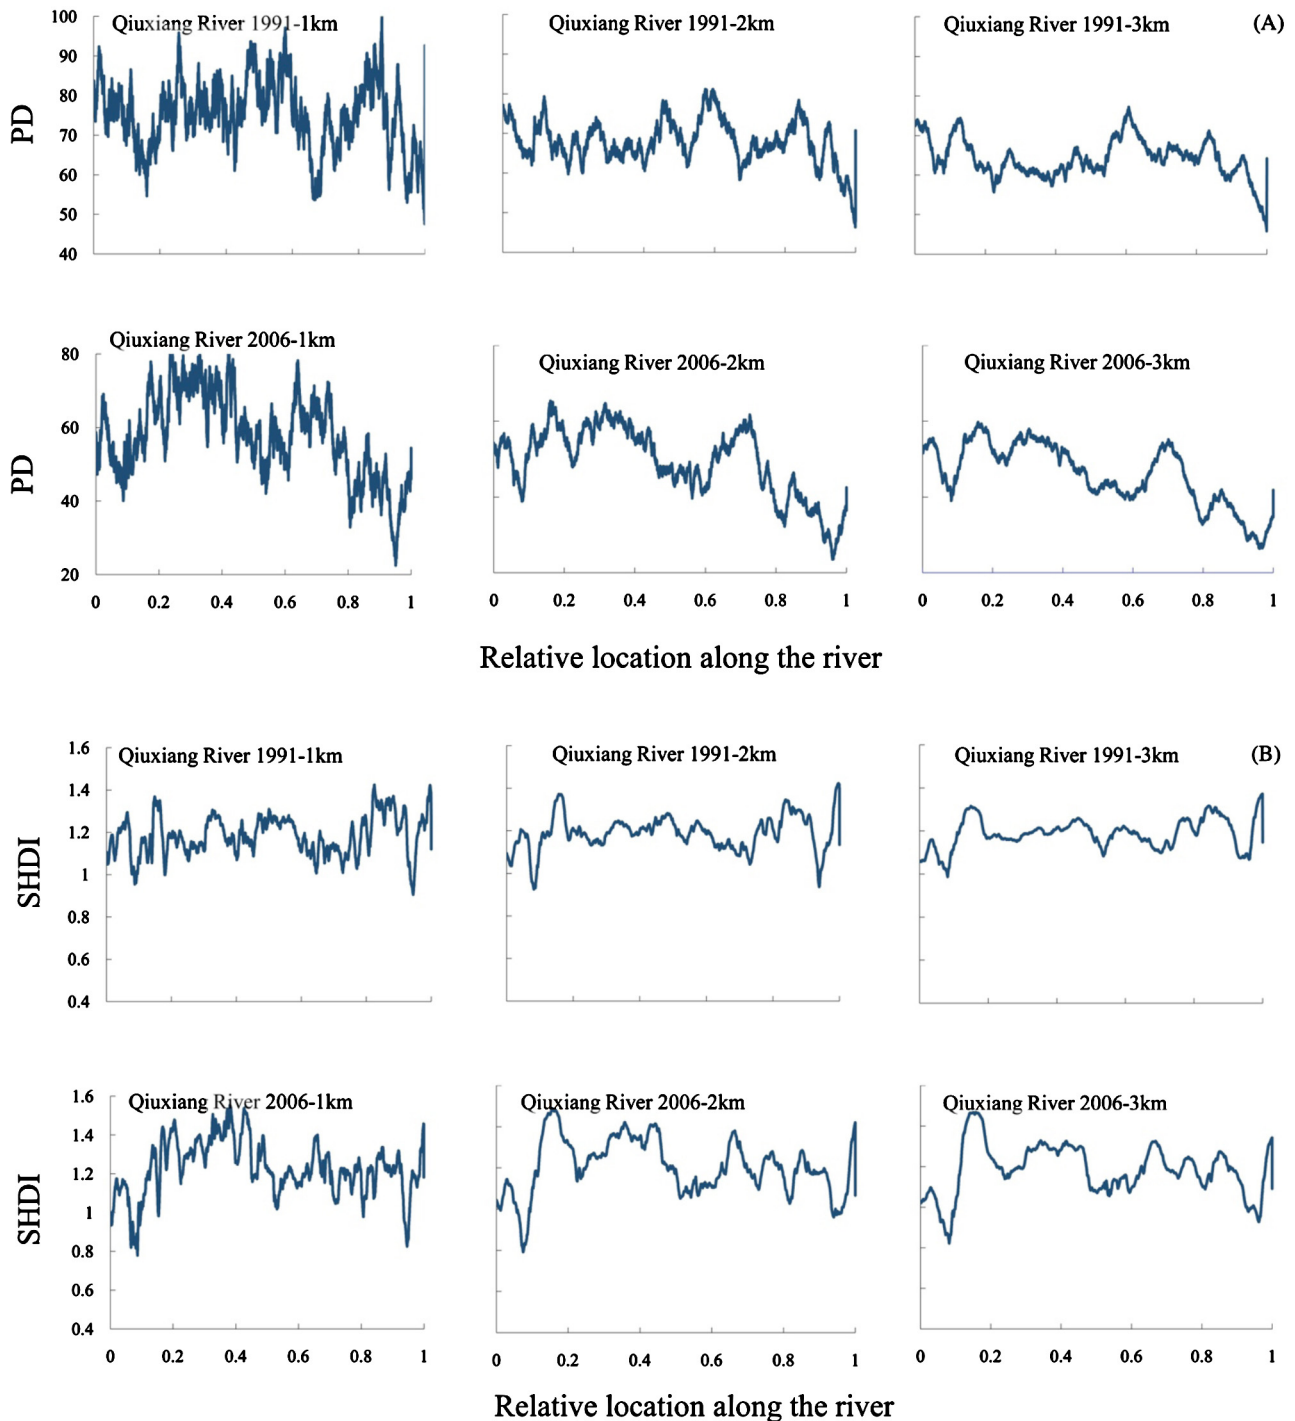 Qiuxiang River 1991-1km
Qiuxiang River 1991-2km
Qiuxiang River 1991-3km
(A)
PD
100
90
80
70
60
50
40
Qiuxiang River 2006-1km
Qiuxiang River 2006-2km
Qiuxiang River 2006-3km
PD
80
60
40
20
0 0.2 0.4 0.6 0.8 1
0 0.2 0.4 0.6 0.8 1
0 0.2 0.4 0.6 0.8 1
Relative location along the river
Qiuxiang River 1991-1km
Qiuxiang River 1991-2km
Qiuxiang River 1991-3km
(B)
SHDI
1.6
1.4
1.2
1
0.8
0.6
0.4
Qiuxiang River 2006-1km
Qiuxiang River 2006-2km
Qiuxiang River 2006-3km
SHDI
1.6
1.4
1.2
1
0.8
0.6
0.4
0 0.2 0.4 0.6 0.8 1
0 0.2 0.4 0.6 0.8 1
0 0.2 0.4 0.6 0.8 1
Relative location along the river